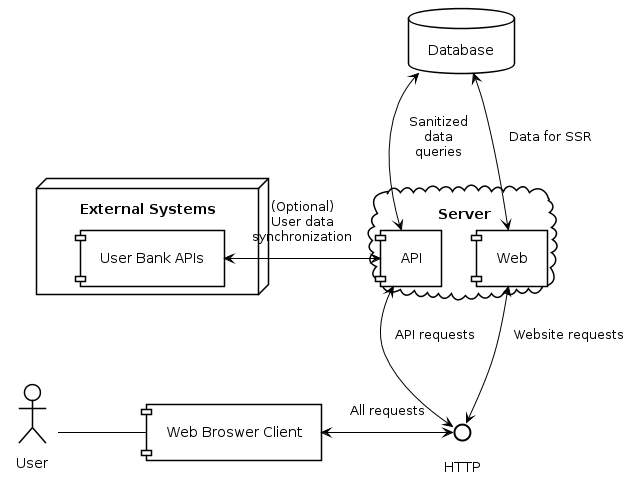 Database
Sanitized
data
queries
Data for SSR
External Systems
(Optional)
User data
synchronization
Server
User Bank APIs
API
Web
API requests
Website requests
All requests
Web Broswer Client
User
HTTP